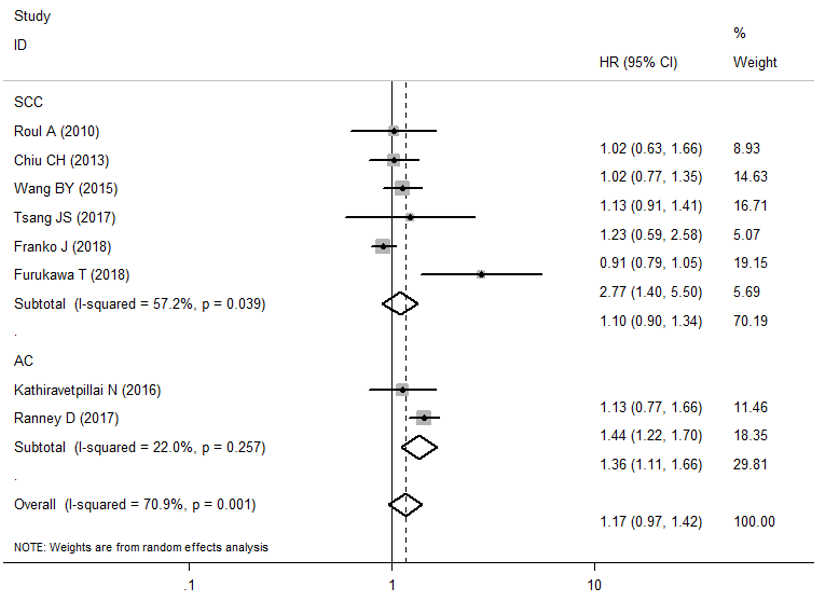 Study
%
ID
HR (95% CI) Weight
SCC
Roul A (2010)
1.02 (0.63, 1.66) 8.93
Chiu CH (2013)
1.02 (0.77, 1.35) 14.63
Wang BY (2015)
1.13 (0.91, 1.41) 16.71
Tsang JS (2017)
1.23 (0.59, 2.58) 5.07
Franko J (2018)
0.91 (0.79, 1.05) 19.15
Furukawa T (2018)
2.77 (1.40, 5.50) 5.69
Subtotal (I-squared = 57.2%, p = 0.039)
1.10 (0.90, 1.34) 70.19
.
AC
Kathiravetpillai N (2016)
1.13 (0.77, 1.66) 11.46
Ranney D (2017)
1.44 (1.22, 1.70) 18.35
Subtotal (I-squared = 22.0%, p = 0.257)
1.36 (1.11, 1.66) 29.81
.
Overall (I-squared = 70.9%, p = 0.001)
1.17 (0.97, 1.42) 100.00
NOTE: Weights are from random effects analysis
.1 1 10